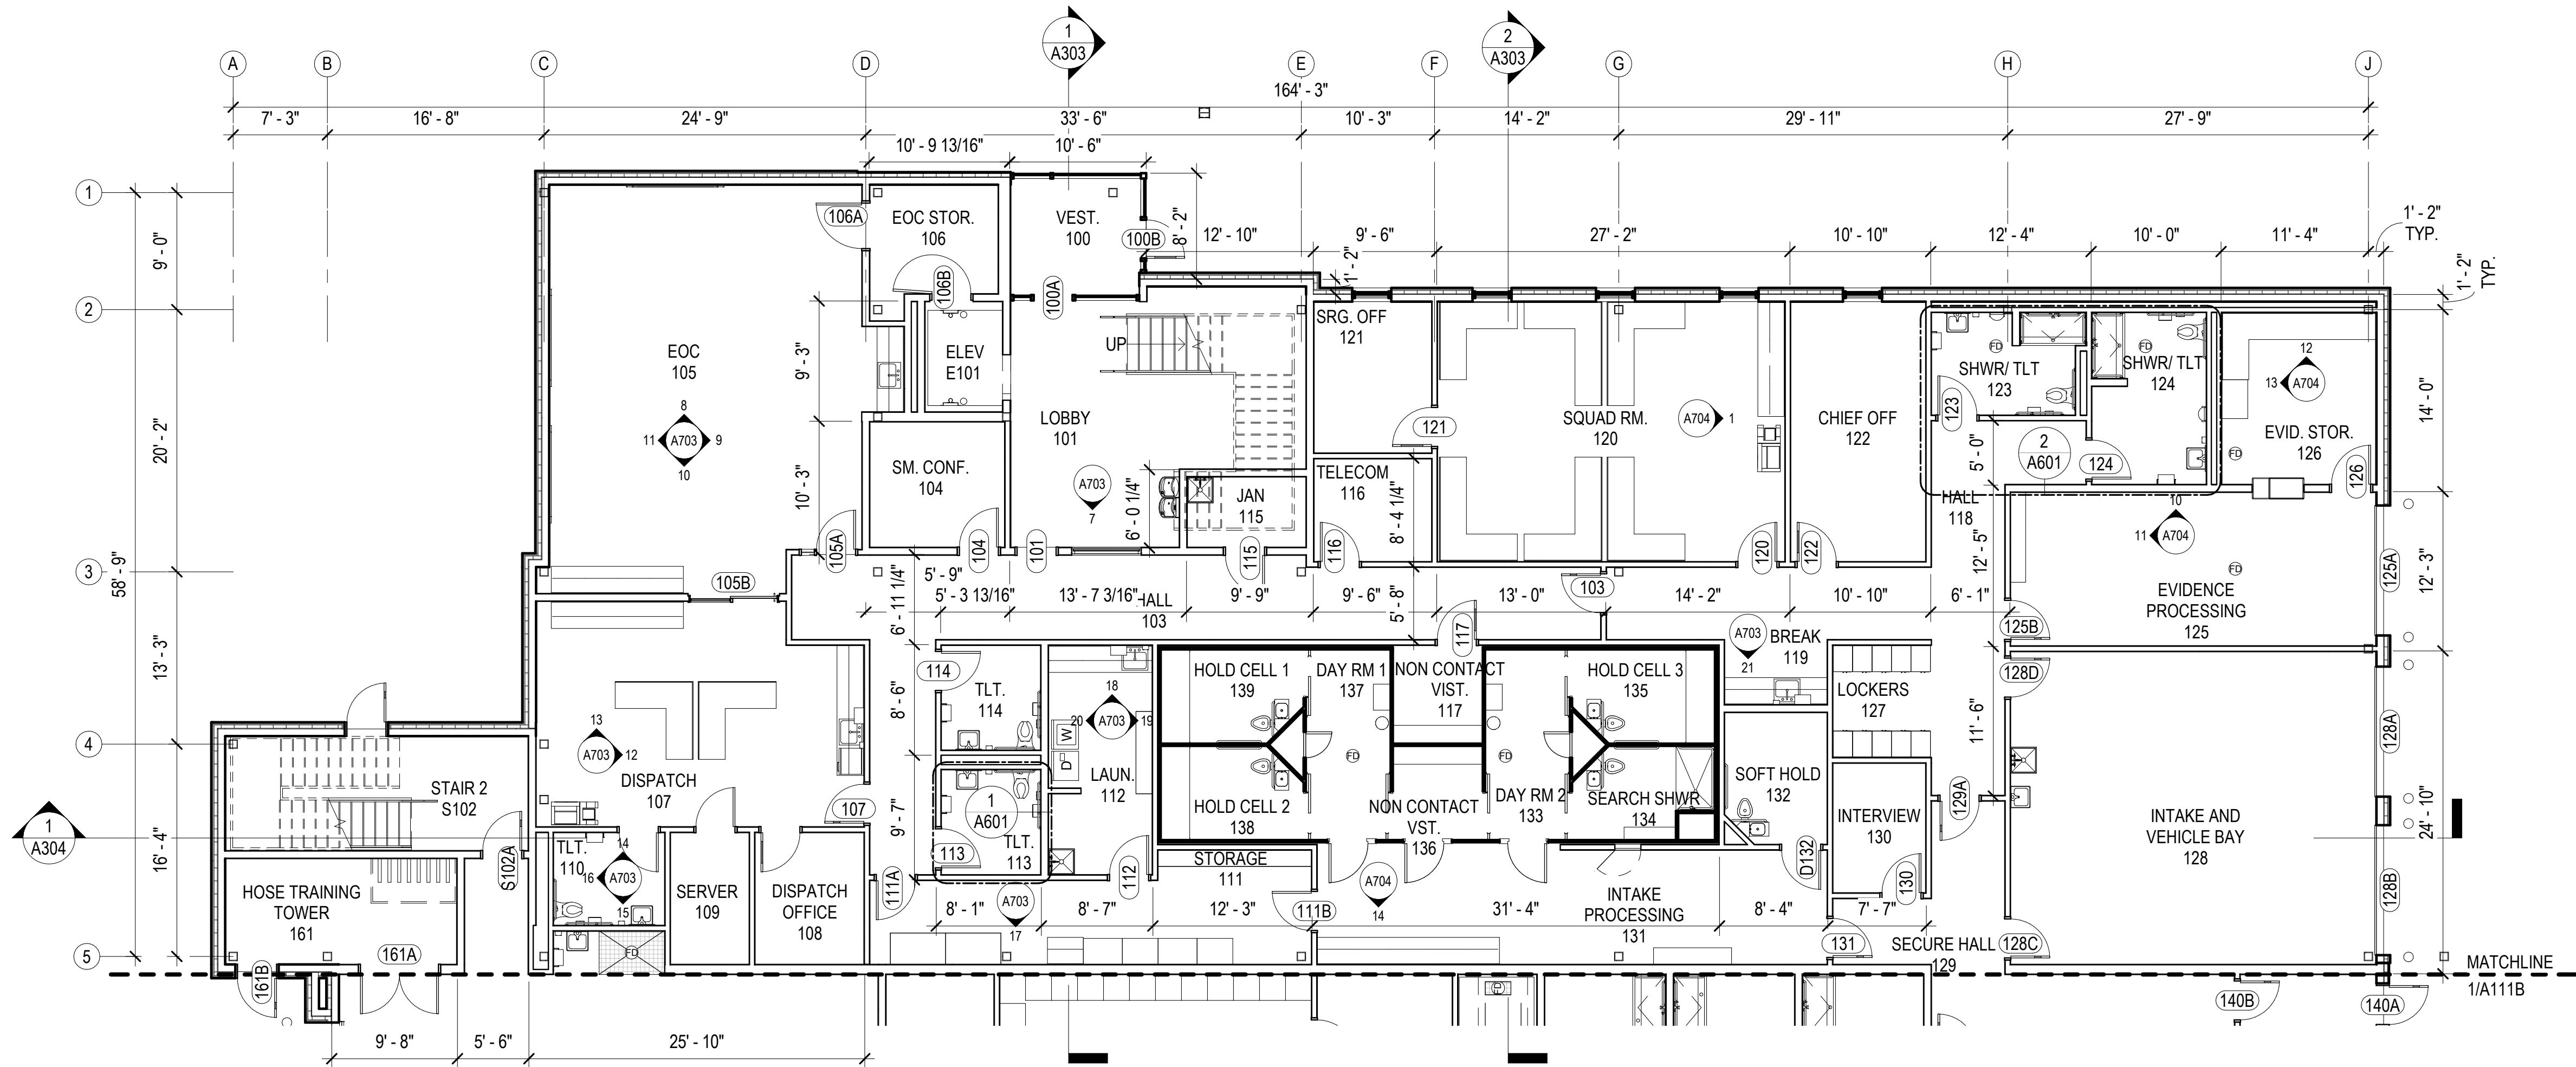 1
A303
2
A303
A
B
C
D
E
F
G
H
J
164' - 3"
7' - 3"
16' - 8"
24' - 9"
33' - 6"
10' - 3"
14' - 2"
29' - 11"
27' - 9"
10' - 9 13/16"
10' - 6"
1
2
3
4
5
58' - 9"
9' - 0"
20' - 2"
13' - 3"
16' - 4"
8' - 2"
12' - 10"
9' - 6"
27' - 2"
10' - 10"
12' - 4"
10' - 0"
11' - 4"
1' - 2"
TYP.
1' - 2"
TYP.
1' - 2"
106A
EOC STOR.
106
VEST.
100
100B
106B
100A
EOC
105
8
11
A703
9
10
9' - 3"
10' - 3"
ELEV
E101
UP
LOBBY
101
SM. CONF.
104
A703
7
6' - 0 1/4"
JAN
115
SRG. OFF
121
121
TELECOM
116
8' - 4 1/4"
SQUAD RM.
120
A704
1
CHIEF OFF
122
SHWR/ TLT
123
FD
FD
SHWR/ TLT
124
123
2
A601
124
5' - 0"
12
13
A704
EVID. STOR.
126
FD
126
14' - 0"
HALL
118
10
11
A704
FD
EVIDENCE
PROCESSING
125
125A
12' - 3"
12' - 5"
105A
104
101
115
116
120
122
105B
103
5' - 9"
6' - 11 1/4"
5' - 3 13/16"
13' - 7 3/16"
HALL
103
9' - 9"
9' - 6"
5' - 8"
13' - 0"
14' - 2"
10' - 10"
6' - 1"
125B
117
A703
21
BREAK
119
128D
114
TLT.
114
8' - 6"
18
20
A703
19
W
D
LAUN.
112
HOLD CELL 1
139
DAY RM 1
137
NON CONTACT
VIST.
117
HOLD CELL 3
135
FD
FD
LOCKERS
127
11' - 6"
128A
13
A703
12
DISPATCH
107
STAIR 2
S102
1
A304
107
9' - 7"
1
A601
TLT.
113
113
HOLD CELL 2
138
NON CONTACT
VST.
136
DAY RM 2
133
SEARCH SHWR
134
SOFT HOLD
132
INTERVIEW
130
129A
INTAKE AND
VEHICLE BAY
128
24' - 10"
S102A
HOSE TRAINING
TOWER
161
TLT.
110
14
16
A703
15
SERVER
109
DISPATCH
OFFICE
108
111A
112
STORAGE
111
A704
14
INTAKE
PROCESSING
131
D132
130
128B
8' - 1"
A703
17
8' - 7"
12' - 3"
111B
31' - 4"
8' - 4"
7' - 7"
131
SECURE HALL
129
128C
161A
161B
FD
MATCHLINE
1/A111B
140B
140A
9' - 8"
5' - 6"
25' - 10"